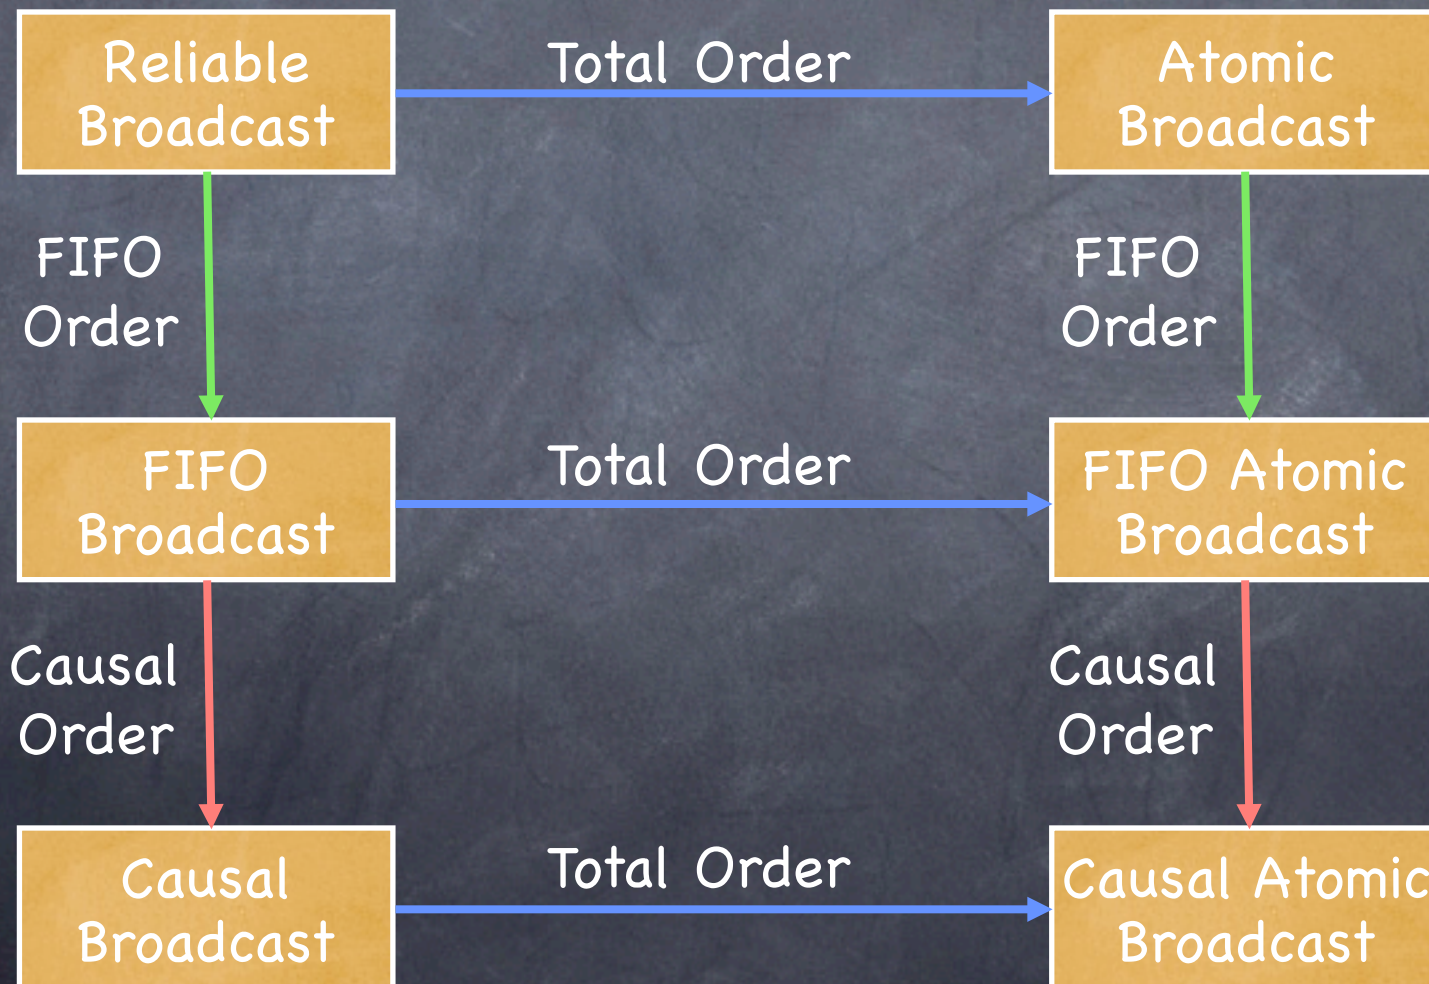 Reliable
Broadcast
Total Order
Atomic
Broadcast
FIFO
Order
FIFO
Order
FIFO
Broadcast
Total Order
FIFO Atomic
Broadcast
Causal
Order
Causal
Order
Causal
Broadcast
Total Order
Causal Atomic
Broadcast